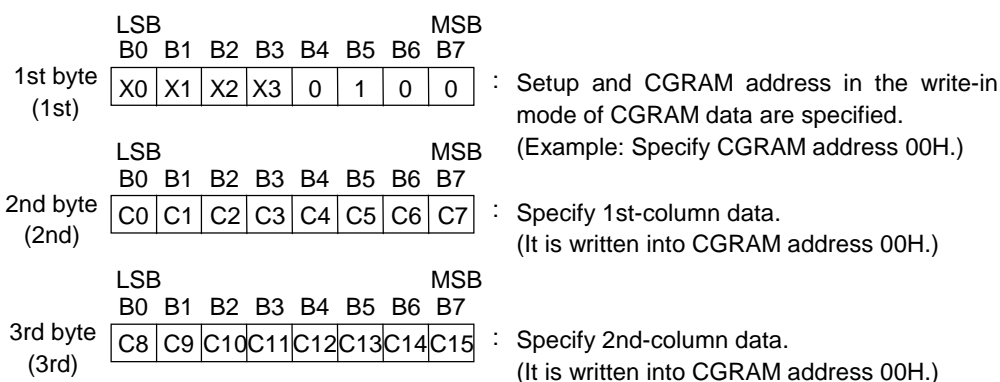 LSB MSB
B0 B1 B2 B3 B4 B5 B6 B7
1st byte (1st) X0 X1 X2 X3 0 1 0 0 : Setup and CGRAM address in the write-in
mode of CGRAM data are specified.
(Example: Specify CGRAM address 00H.)
LSB MSB
B0 B1 B2 B3 B4 B5 B6 B7
2nd byte (2nd) C0 C1 C2 C3 C4 C5 C6 C7 : Specify 1st-column data.
(It is written into CGRAM address 00H.)
LSB MSB
B0 B1 B2 B3 B4 B5 B6 B7
3rd byte (3rd) C8 C9 C10 C11 C12 C13 C14 C15 : Specify 2nd-column data.
(It is written into CGRAM address 00H.)